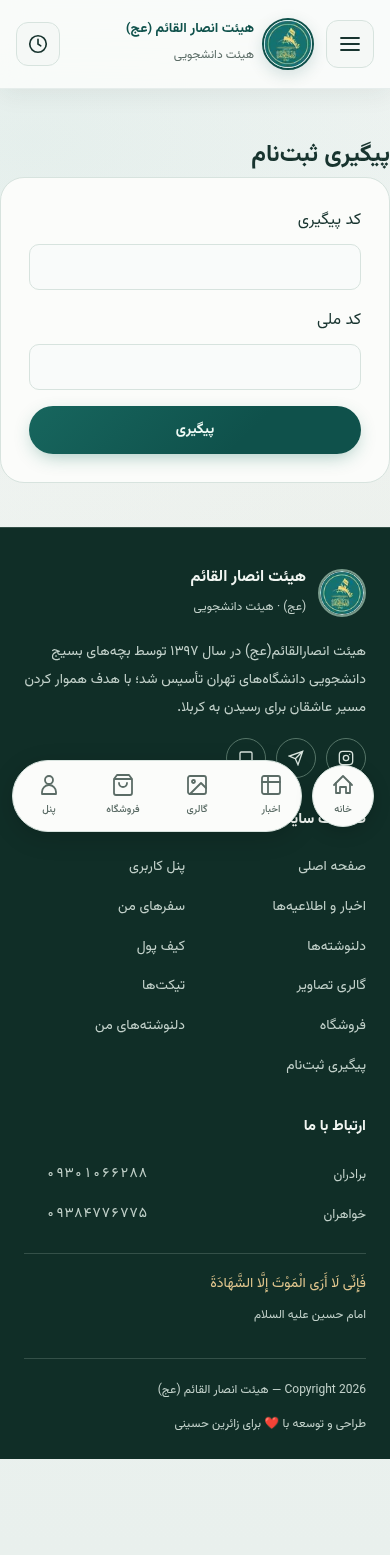 هیئت انصار القائم (عج)
هیئت دانشجویی
پیگیری ثبت‌نام
کد پیگیری
کد ملی
پیگیری
هیئت انصار القائم
(عج) · هیئت دانشجویی
هیئت انصارالقائم(عج) در سال ۱۳۹۷ توسط بچه‌های بسیج
دانشجویی دانشگاه‌های تهران تأسیس شد؛ با هدف هموار کردن
مسیر عاشقان برای رسیدن به کربلا.
خانه
اخبار
گالری
فروشگاه
پنل
صفحه اصلی
پنل کاربری
اخبار و اطلاعیه‌ها
سفرهای من
دلنوشته‌ها
کیف پول
گالری تصاویر
تیکت‌ها
فروشگاه
دلنوشته‌های من
پیگیری ثبت‌نام
ارتباط با ما
برادران
۰۹۳۰۱۰۶۶۲۸۸
خواهران
۰۹۳۸۴۷۷۶۷۷۵
فَإِنِّی لَا أَرَی الْمَوْتَ إِلَّا الشَّهَادَةَ
امام حسین علیه السلام
Copyright 2026 — هیئت انصار القائم (عج)
طراحی و توسعه با ❤️ برای زائرین حسینی